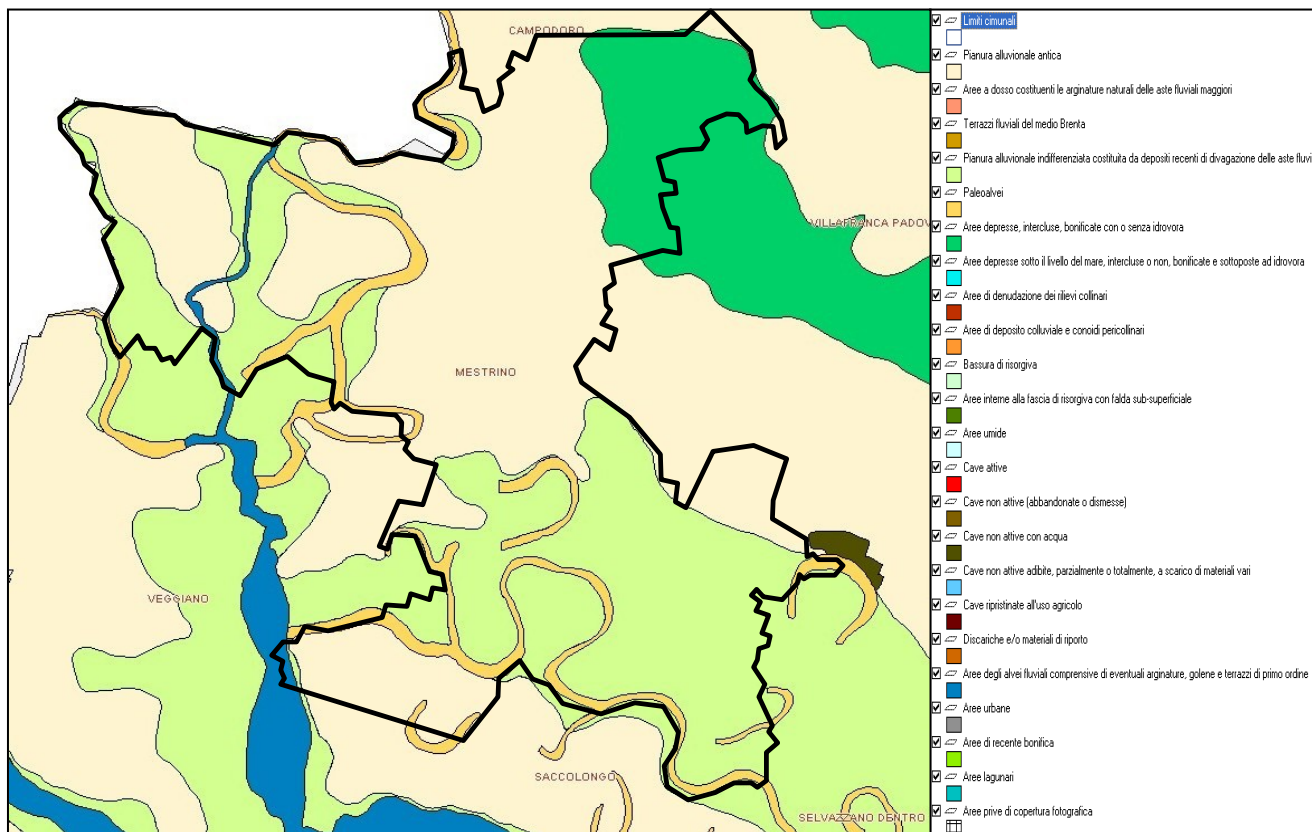 CAMPODORO
VILLAFRANCA PADOV
MESTRINO
VEGGIANO
SACCOLONGO
SELVAZZANO DENTRO
Limiti cimunali
Pianura alluvionale antica
Aree a dosso costituenti le arginature naturali delle aste fluviali maggiori
Terrazzi fluviali del medio Brenta
Pianura alluvionale indifferenziata costituita da depositi recenti di divagazione delle aste fluvi
Paleoalvei
Aree depresse, intercluse, bonificate con o senza idrovora
Aree depresse sotto il livello del mare, intercluse o non, bonificate e sottoposte ad idrovora
Aree di denudazione dei rilievi collinari
Aree di deposito colluviale e conoidi pericollinari
Bassura di risorgiva
Aree interne alla fascia di risorgiva con falda sub-superficiale
Aree umide
Cave attive
Cave non attive (abbandonate o dismesse)
Cave non attive con acqua
Cave non attive adibite, parzialmente o totalmente, a scarico di materiali vari
Cave ripristinate all'uso agricolo
Discariche e/o materiali di riporto
Aree degli alvei fluviali comprensive di eventuali arginature, golene e terrazzi di primo ordine
Aree urbane
Aree di recente bonifica
Aree lagunari
Aree prive di copertura fotografica